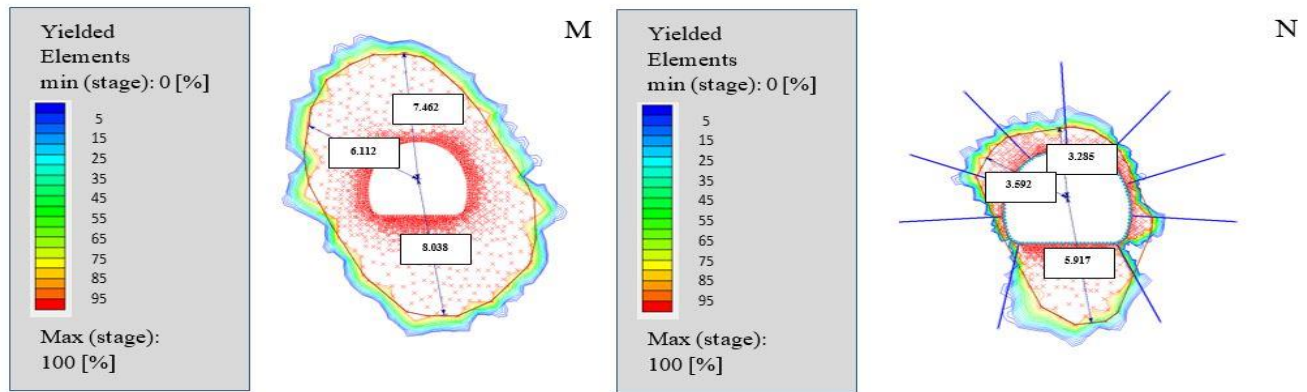 Yielded
Elements
min (stage): 0 [%]
5
15
25
35
45
55
65
75
85
95
Max (stage):
100 [%]
M
7.462
6.112
8.038
Yielded
Elements
min (stage): 0 [%]
5
15
25
35
45
55
65
75
85
95
Max (stage):
100 [%]
N
3.285
3.592
5.917